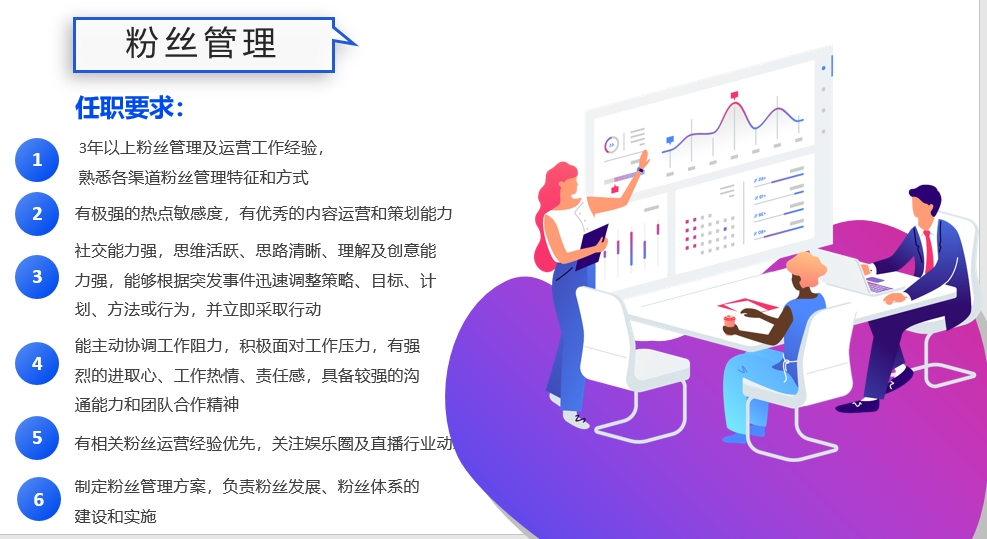 粉丝管理
任职要求：
1
3年以上粉丝管理及运营工作经验，
熟悉各渠道粉丝管理特征和方式
2
有极强的热点敏感度，有优秀的内容运营和策划能力
3
社交能力强，思维活跃、思路清晰、理解及创意能
力强，能够根据突发事件迅速调整策略、目标、计
划、方法或行为，并立即采取行动
4
能主动协调工作阻力，积极面对工作压力，有强
烈的进取心、工作热情、责任感，具备较强的沟
通能力和团队合作精神
5
有相关粉丝运营经验优先，关注娱乐圈及直播行业动
6
制定粉丝管理方案，负责粉丝发展、粉丝体系的
建设和实施